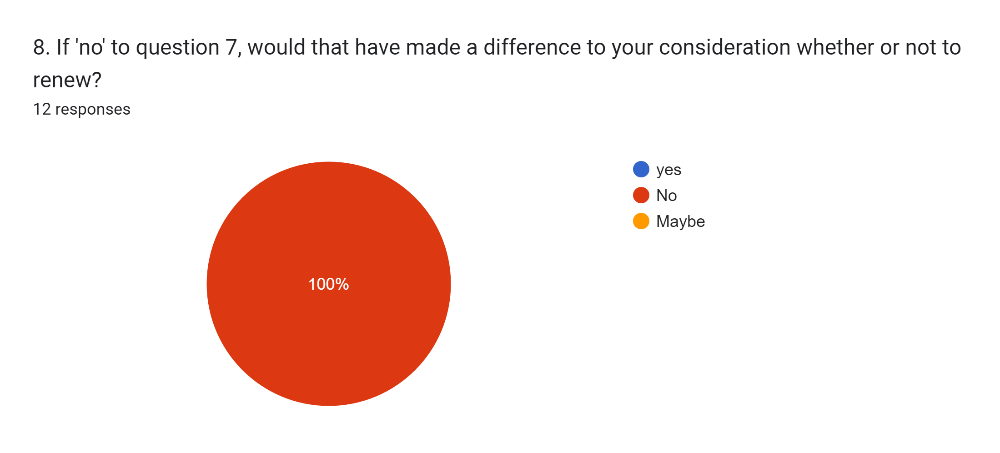 8. If 'no' to question 7, would that have made a difference to your consideration whether or not to
renew?
12 responses
100%
yes
No
Maybe